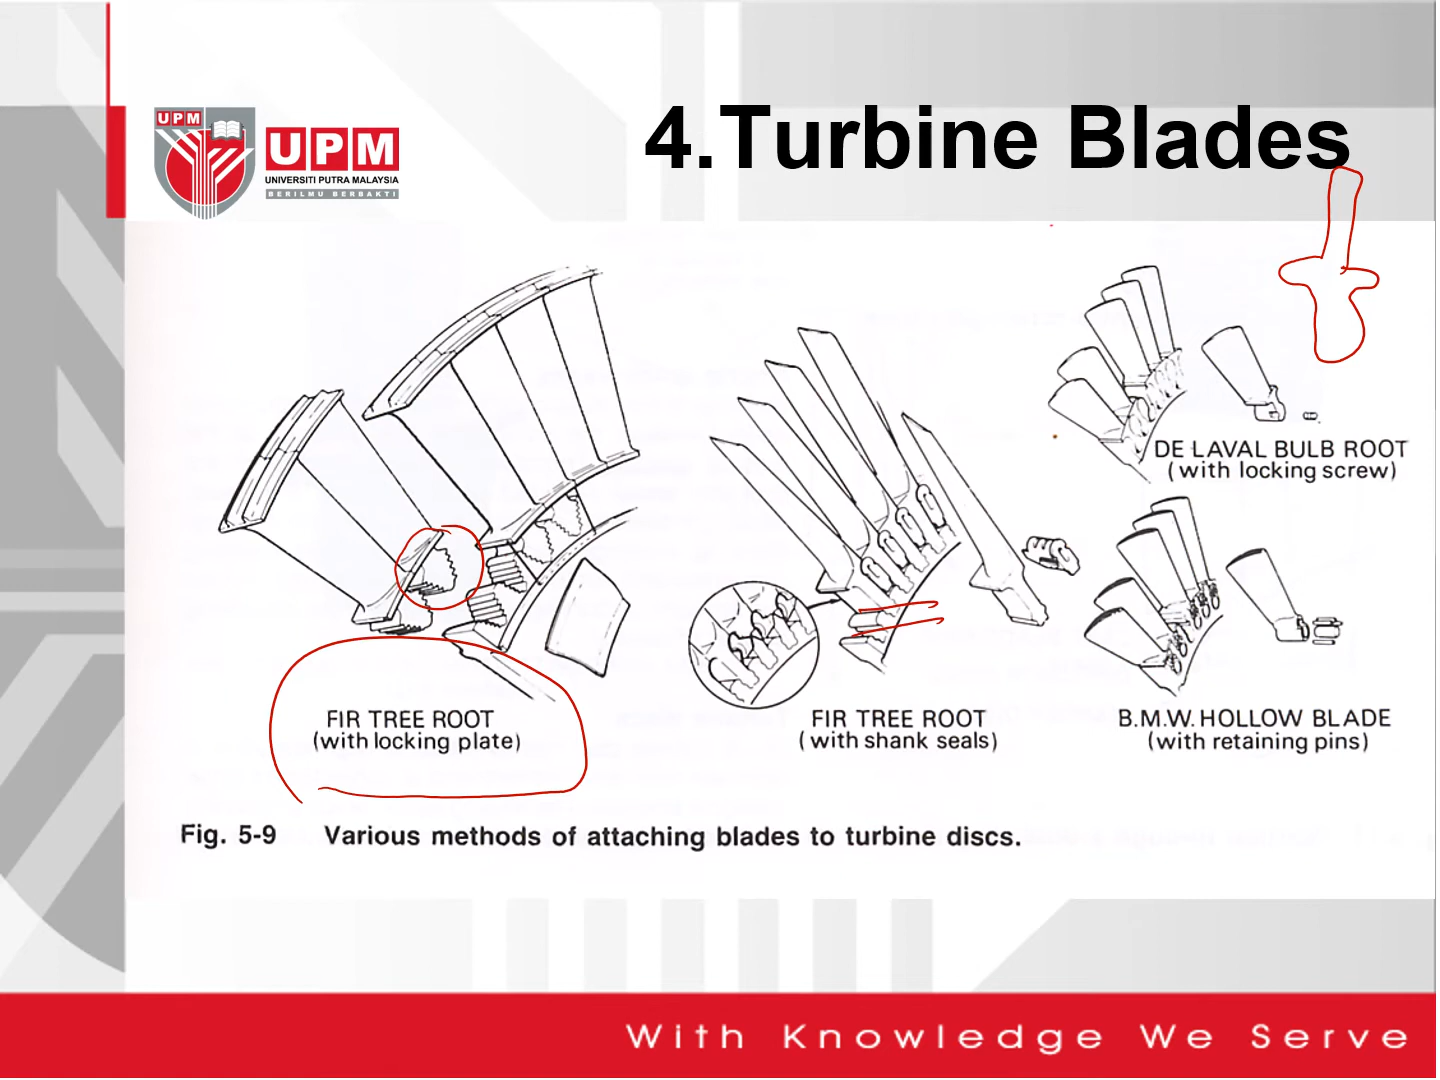 4.Turbine Blades
UPM
UPM
UNIVERSITI PUTRA MALAYSIA
BERILMU BERBAKTI
DE LAVAL BULB ROOT
(with locking screw)
FIR TREE ROOT
(with locking plate)
FIR TREE ROOT
(with shank seals)
B.M.W. HOLLOW BLADE
(with retaining pins)
Fig. 5-9 Various methods of attaching blades to turbine discs.
With Knowledge We Serve